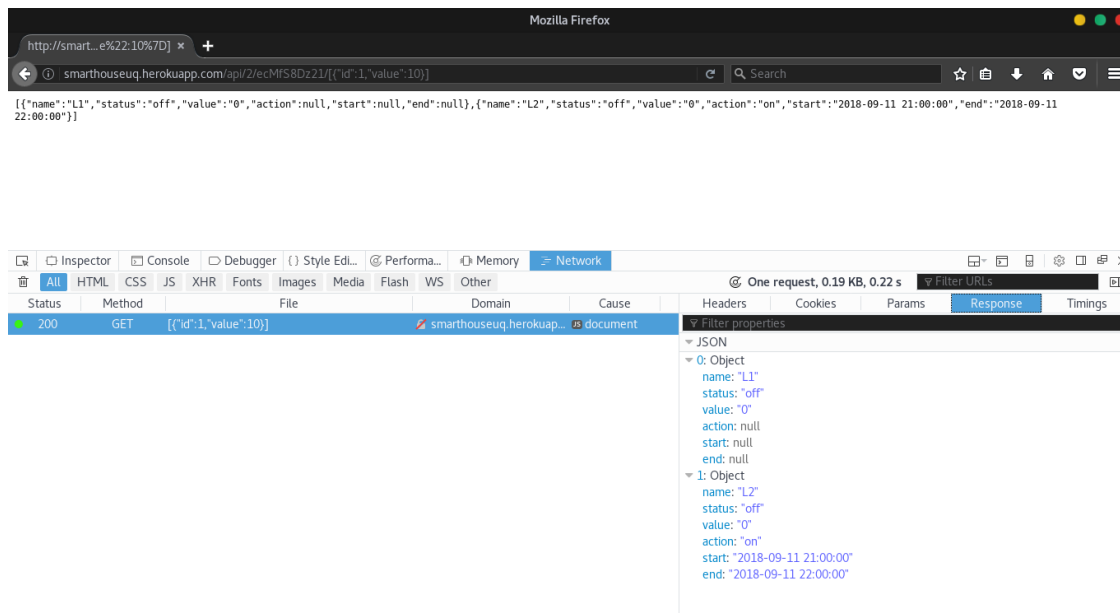 Mozilla Firefox
http://smart...e%22:10%7D] × +
smarthouseuq.herokuapp.com/api/2/ecMfS8Dz21/[{"id":1,"value":10}] Search
[{"name":"L1","status":"off","value":"0","action":null,"start":null,"end":null},{"name":"L2","status":"off","value":"0","action":"on","start":"2018-09-11 21:00:00","end":"2018-09-11
22:00:00"}]
Inspector Console Debugger {} Style Edi... Performa... Memory Network
All HTML CSS JS XHR Fonts Images Media Flash WS Other One request, 0.19 KB, 0.22 s Filter URLs
Status Method File Domain Cause Headers Cookies Params Response Timings
200 GET [{"id":1,"value":10}] smarthouseuq.herokuap... JS document
Filter properties
JSON
0: Object
name: "L1"
status: "off"
value: "0"
action: null
start: null
end: null
1: Object
name: "L2"
status: "off"
value: "0"
action: "on"
start: "2018-09-11 21:00:00"
end: "2018-09-11 22:00:00"